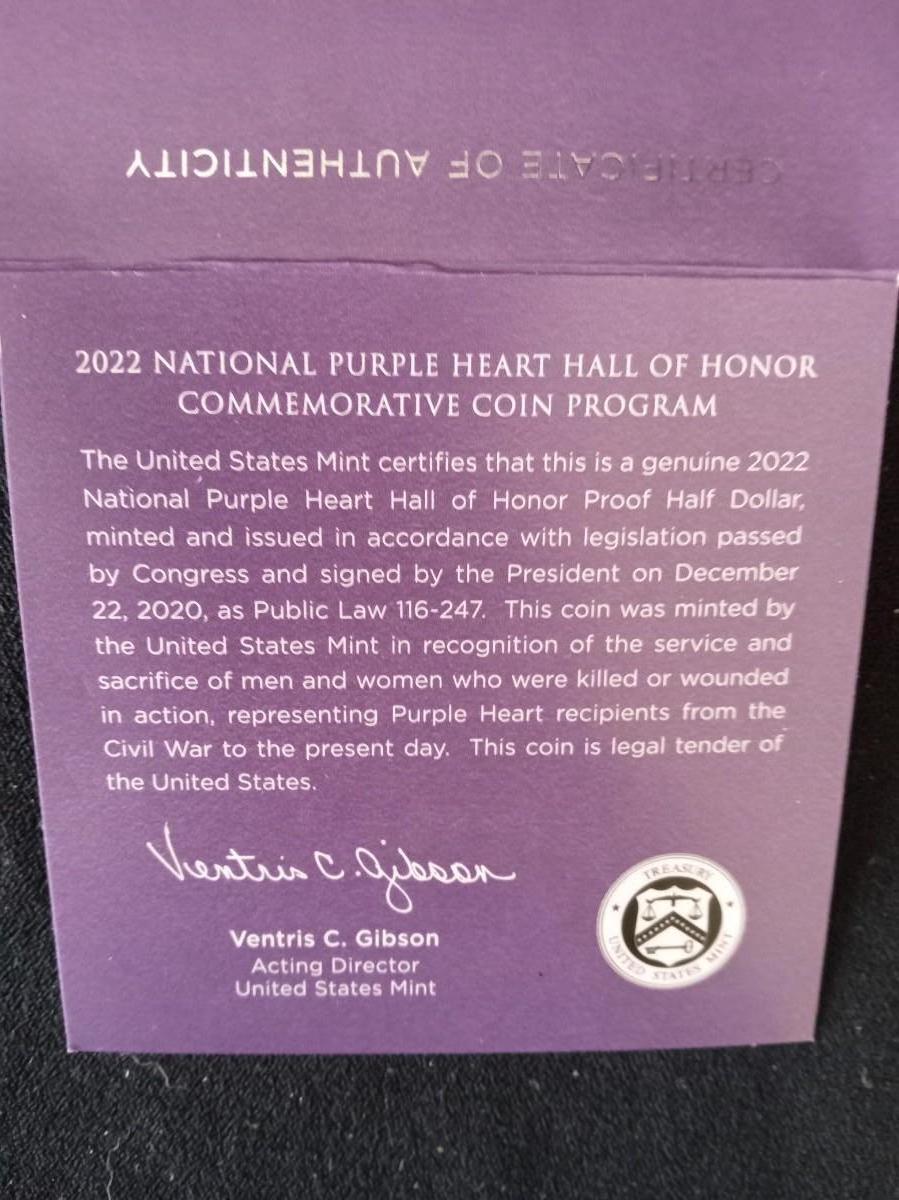 CERTIFICATE OF AUTHENTICITY
2022 NATIONAL PURPLE HEART HALL OF HONOR
COMMEMORATIVE COIN PROGRAM
The United States Mint certifies that this is a genuine 2022
National Purple Heart Hall of Honor Proof Half Dollar,
minted and issued in accordance with legislation passed
by Congress and signed by the President on December
22, 2020, as Public Law 116-247. This coin was minted by
the United States Mint in recognition of the service and
sacrifice of men and women who were killed or wounded
in action, representing Purple Heart recipients from the
Civil War to the present day. This coin is legal tender of
the United States.
Ventris C. Gibson
Ventris C. Gibson
Acting Director
United States Mint
TREASURY
UNITED STATES MINT